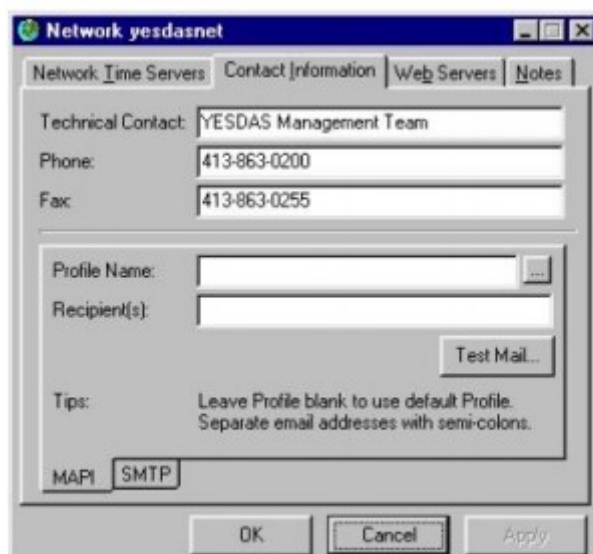 Network yesdasnet
Network Time Servers Contact Information Web Servers Notes
Technical Contact: YESDAS Management Team
Phone: 413-863-0200
Fax: 413-863-0255
Profile Name: ...
Recipient(s):
Test Mail...
Tips: Leave Profile blank to use default Profile.
Separate email addresses with semi-colons.
MAPI SMTP
OK Cancel Apply